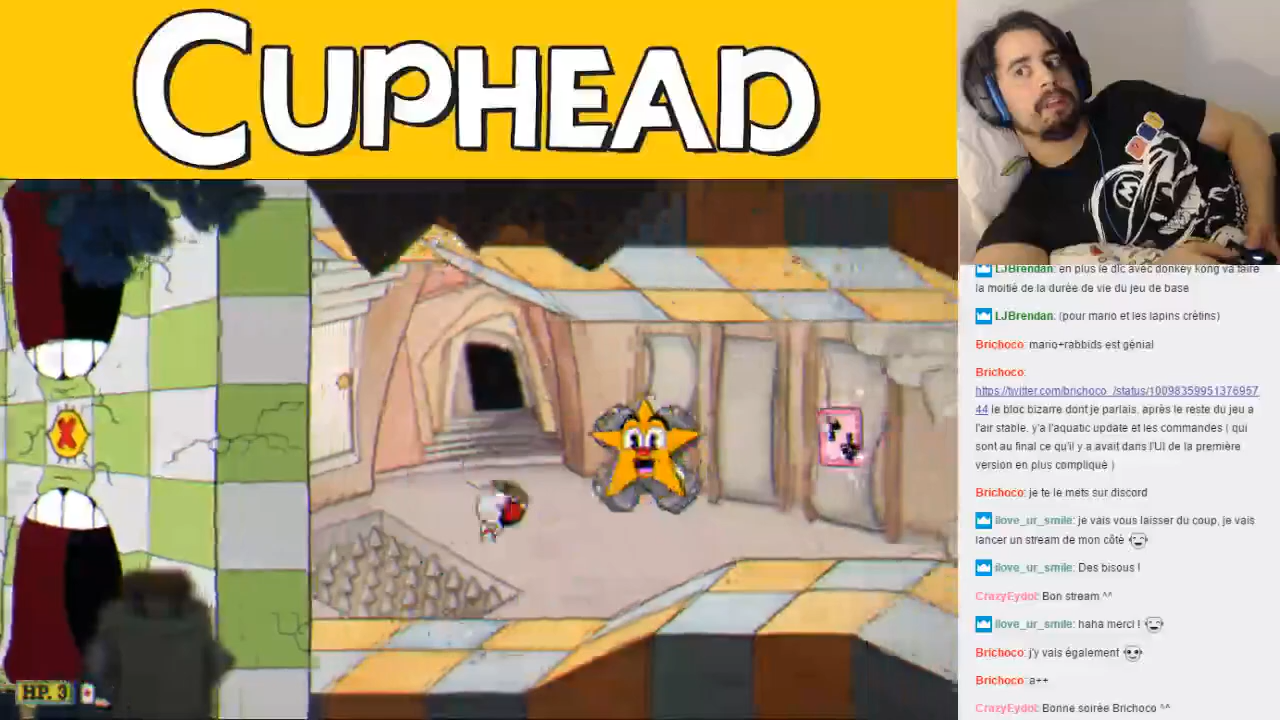 CUPHEAD
HP. 3
LJBrendan: en plus le dlc avec donkey kong va faire
la moitié de la durée de vie du jeu de base
LJBrendan: (pour mario et les lapins crétins)
Brichoco: mario+rabbids est génial
Brichoco:
https://twitter.com/brichoco_/status/10098359951376957
44 le bloc bizarre dont je parlais. après le reste du jeu a
l'air stable. y'a l'aquatic update et les commandes ( qui
sont au final ce qu'il y a avait dans l'UI de la première
version en plus compliqué )
Brichoco: je te le mets sur discord
ilove_ur_smile: je vais vous laisser du coup, je vais
lancer un stream de mon côté
ilove_ur_smile: Des bisous !
CrazyEydol: Bon stream ^^
ilove_ur_smile: haha merci !
Brichoco: j'y vais également
Brichoco: a++
CrazyEydol: Bonne soirée Brichoco ^^